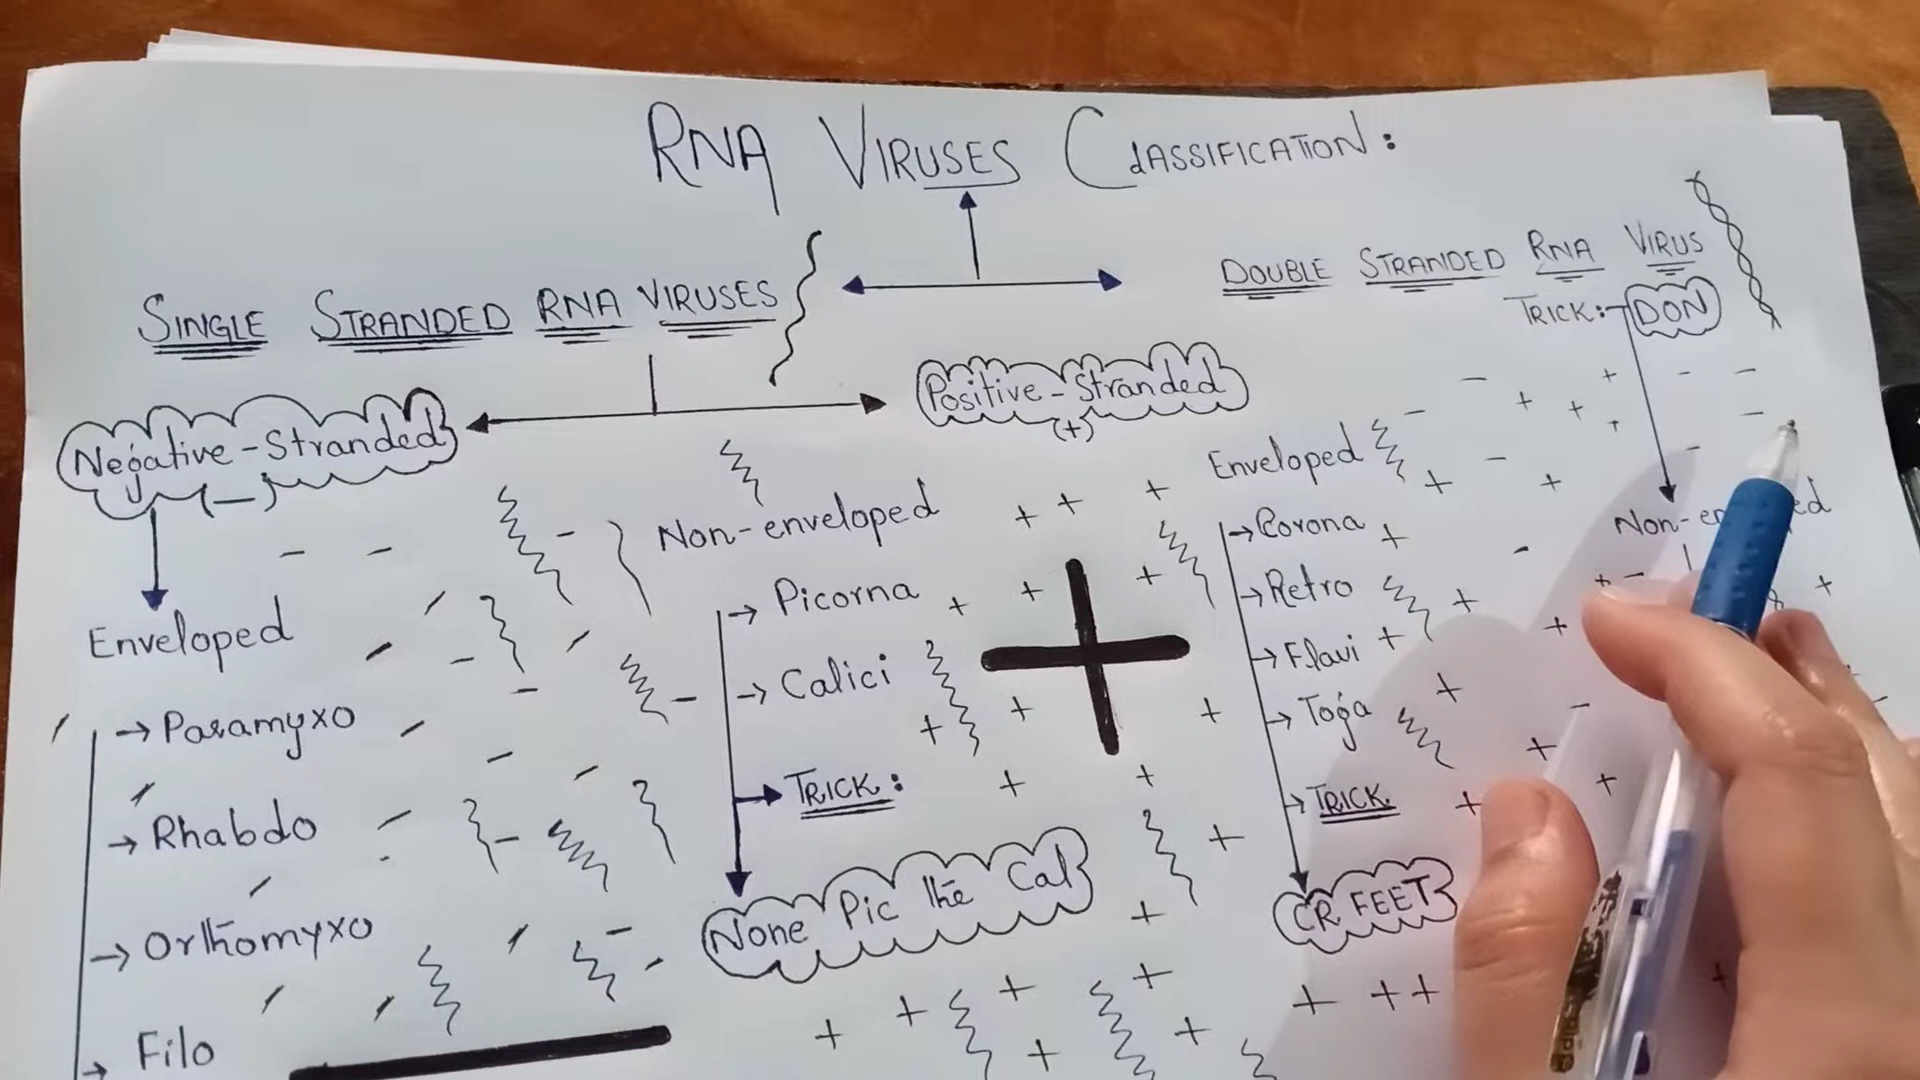 RNA VIRUSES CLASSIFICATION:
SINGLE STRANDED RNA VIRUSES
DOUBLE STRANDED RNA VIRUS
TRICK:- DON
Negative-Stranded
(-)
Positive-Stranded
(+)
Enveloped
→ Paramyxo
→ Rhabdo
→ Orthomyxo
→ Filo
Non-enveloped
→ Picorna
→ Calici
→ TRICK:
None Pic the Cal
Enveloped
→ Corona
→ Retro
→ Flavi
→ Toga
→ TRICK
CR FEET